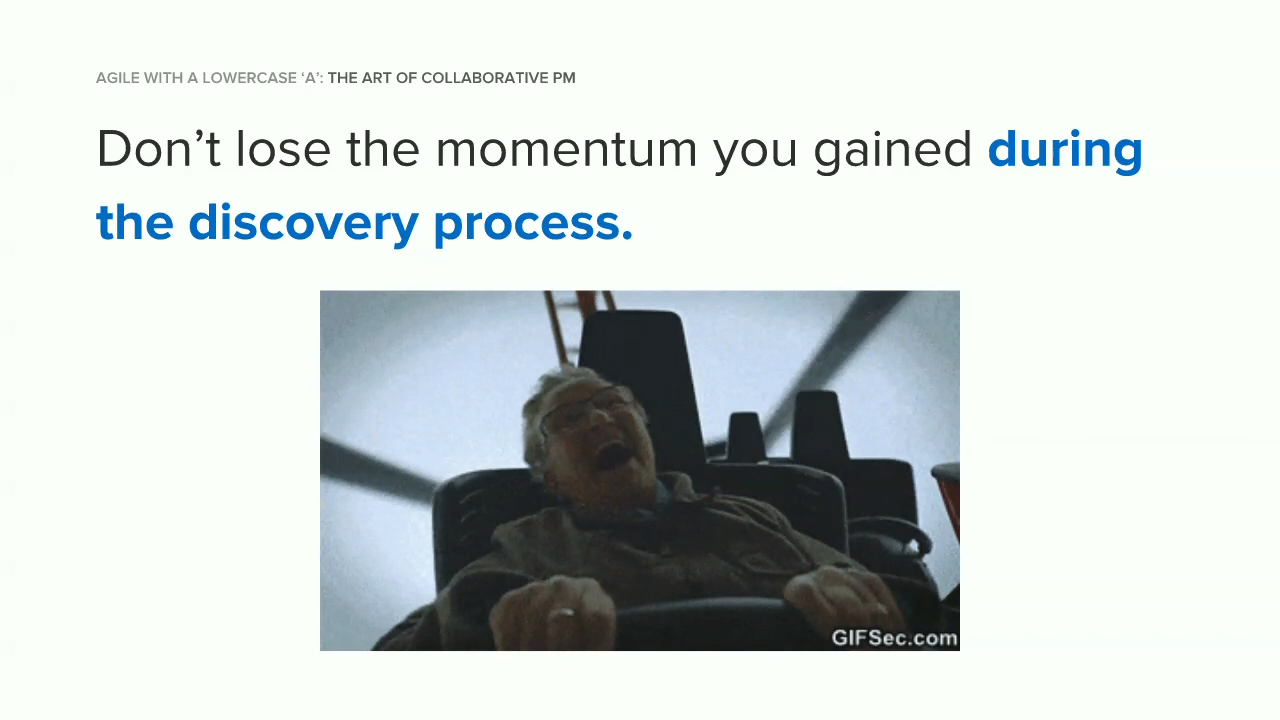 AGILE WITH A LOWERCASE ‘A’: THE ART OF COLLABORATIVE PM
Don’t lose the momentum you gained during
the discovery process.
GIFSec.com